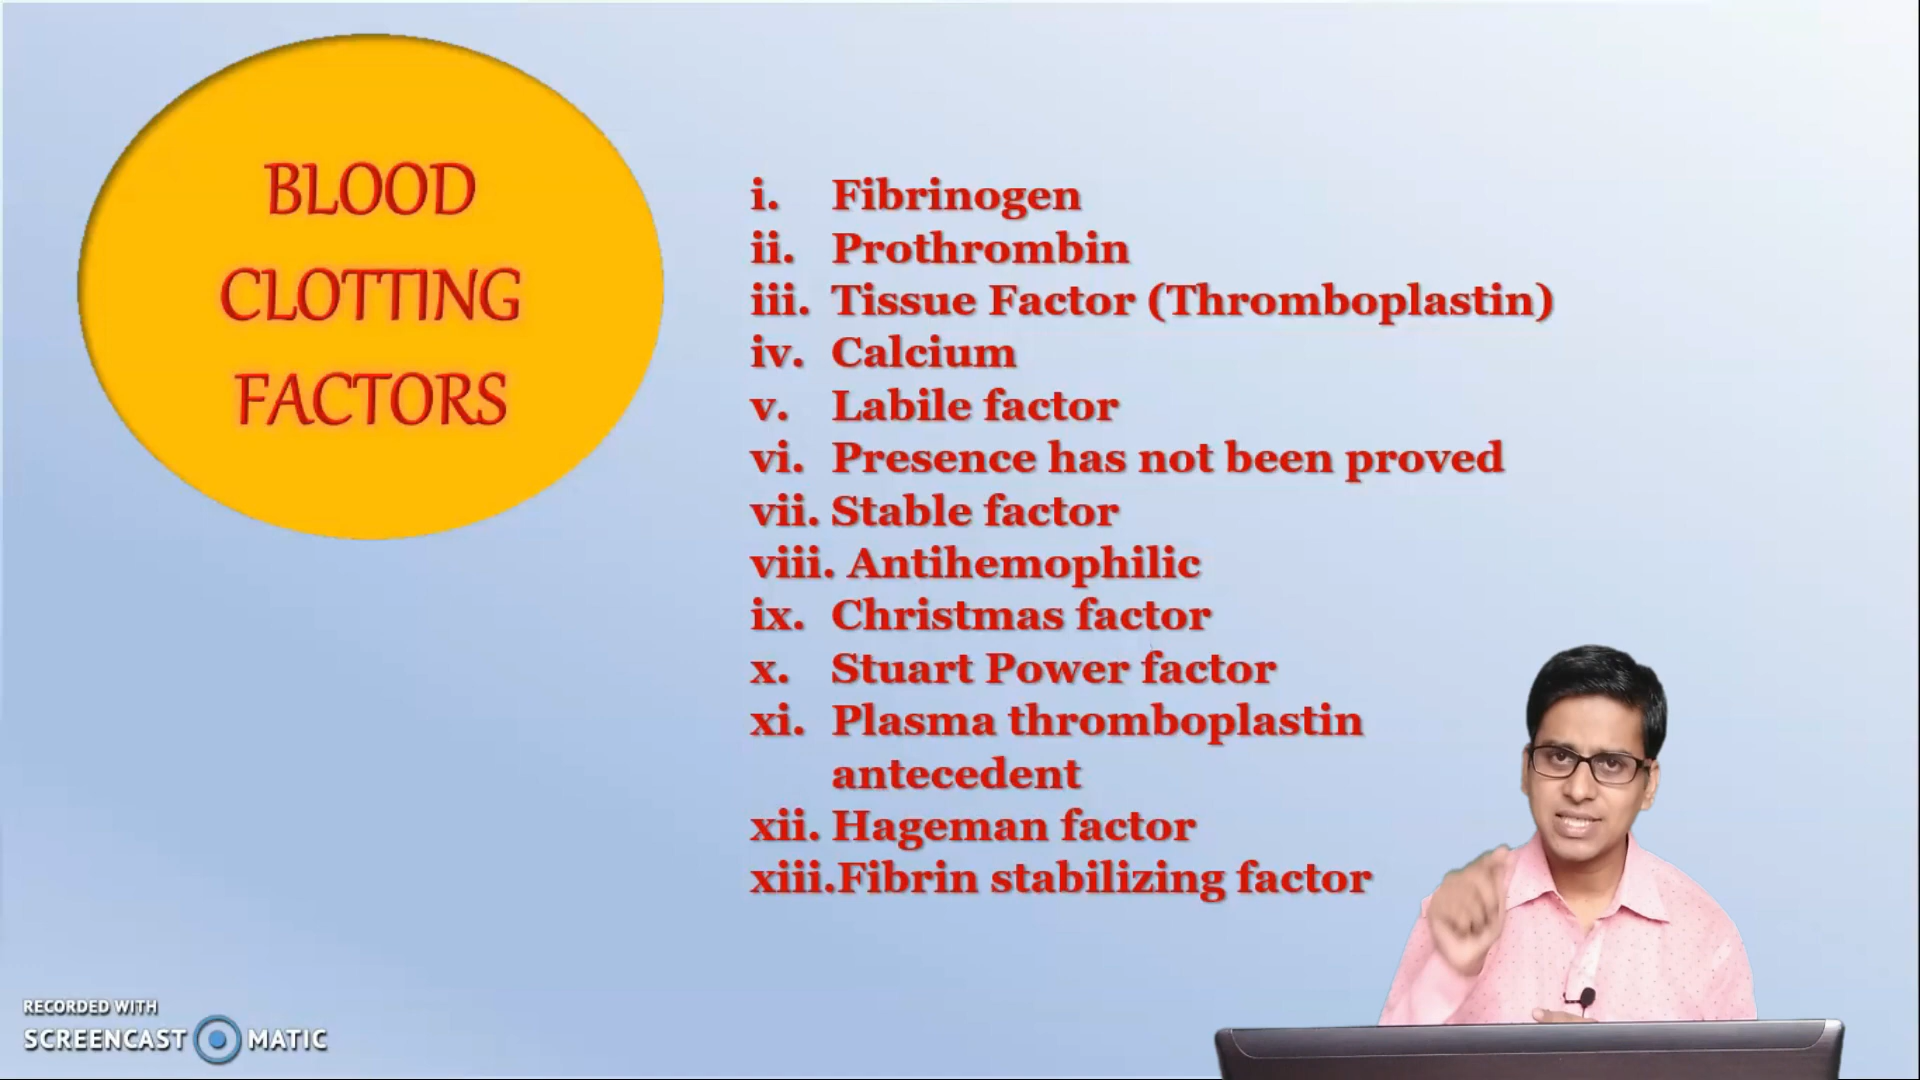 BLOOD
CLOTTING
FACTORS
i. Fibrinogen
ii. Prothrombin
iii. Tissue Factor (Thromboplastin)
iv. Calcium
v. Labile factor
vi. Presence has not been proved
vii. Stable factor
viii. Antihemophilic
ix. Christmas factor
x. Stuart Power factor
xi. Plasma thromboplastin
antecedent
xii. Hageman factor
xiii.Fibrin stabilizing factor
RECORDED WITH
SCREENCAST MATIC